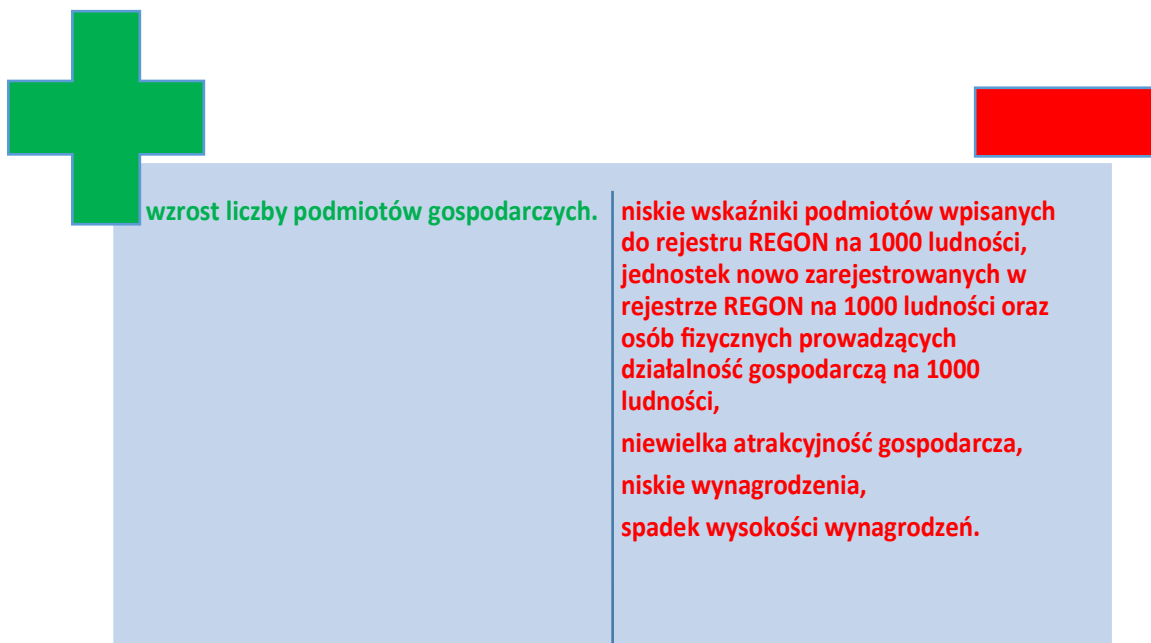 wzrost liczby podmiotów gospodarczych.
niskie wskaźniki podmiotów wpisanych
do rejestru REGON na 1000 ludności,
jednostek nowo zarejestrowanych w
rejestrze REGON na 1000 ludności oraz
osób fizycznych prowadzących
działalność gospodarczą na 1000
ludności,
niewielka atrakcyjność gospodarcza,
niskie wynagrodzenia,
spadek wysokości wynagrodzeń.